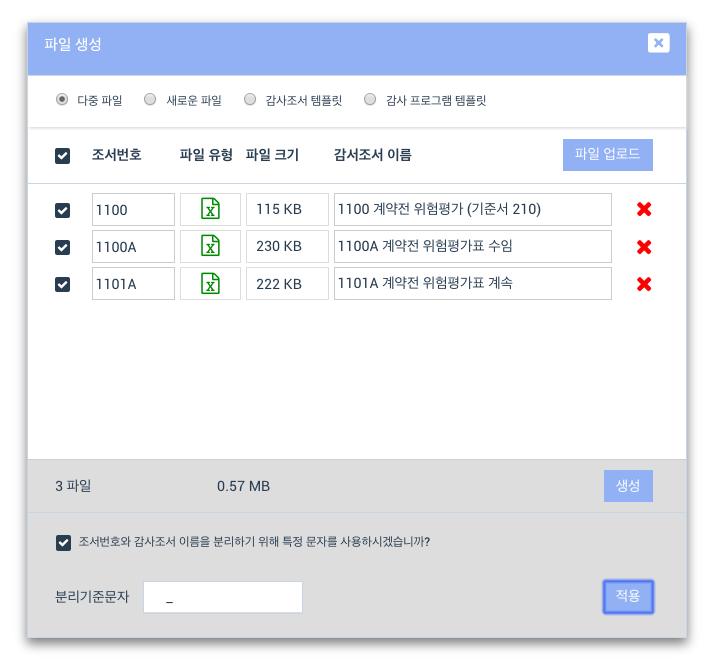 파일 생성
다중 파일 새로운 파일 감사조서 템플릿 감사 프로그램 템플릿
조서번호 파일 유형 파일 크기 감서조서 이름 파일 업로드
1100 X 115 KB 1100 계약전 위험평가 (기준서 210)
1100A X 230 KB 1100A 계약전 위험평가표 수임
1101A X 222 KB 1101A 계약전 위험평가표 계속
3 파일 0.57 MB 생성
조서번호와 감사조서 이름을 분리하기 위해 특정 문자를 사용하시겠습니까?
분리기준문자 _ 적용